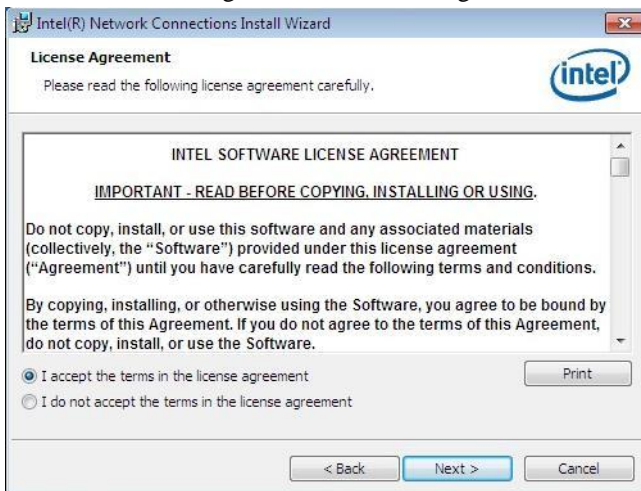 Intel(R) Network Connections Install Wizard
License Agreement
Please read the following license agreement carefully.
intel
INTEL SOFTWARE LICENSE AGREEMENT
IMPORTANT - READ BEFORE COPYING, INSTALLING OR USING.
Do not copy, install, or use this software and any associated materials
(collectively, the “Software”) provided under this license agreement
(“Agreement”) until you have carefully read the following terms and conditions.
By copying, installing, or otherwise using the Software, you agree to be bound by
the terms of this Agreement. If you do not agree to the terms of this Agreement,
do not copy, install, or use the Software.
I accept the terms in the license agreement
Print
I do not accept the terms in the license agreement
< Back
Next >
Cancel